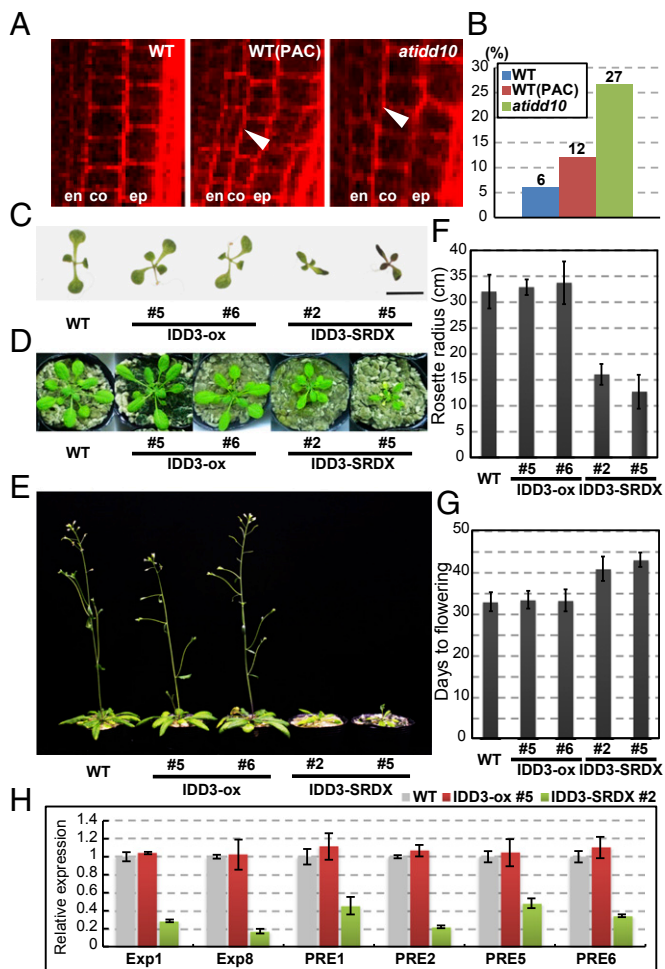 A
WT
WT(PAC)
atidd10
en co ep
en co ep
en co ep
B
(%)
30
25
20
15
10
5
0
WT
WT(PAC)
atidd10
6
12
27
C
WT
#5 #6 #2 #5
IDD3-ox IDD3-SRDX
D
WT
#5 #6 #2 #5
IDD3-ox IDD3-SRDX
E
WT
#5 #6 #2 #5
IDD3-ox IDD3-SRDX
F
Rosette radius (cm)
40
35
30
25
20
15
10
5
0
WT
#5 #6 #2 #5
IDD3-ox IDD3-SRDX
G
Days to flowering
50
40
30
20
10
0
WT
#5 #6 #2 #5
IDD3-ox IDD3-SRDX
H
WT IDD3-ox #5 IDD3-SRDX #2
Relative expression
1.4
1.2
1
0.8
0.6
0.4
0.2
0
Exp1 Exp8 PRE1 PRE2 PRE5 PRE6